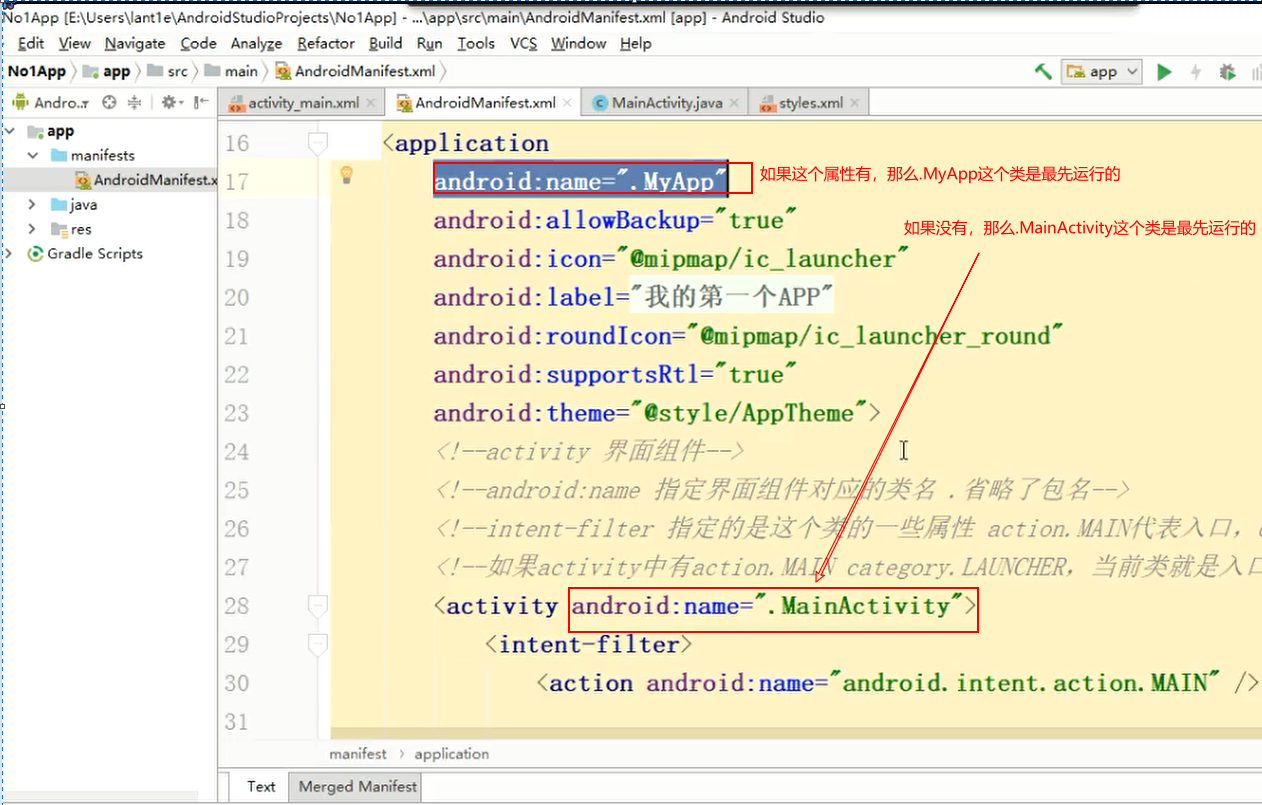 No1App [E:\Users\lant1e\AndroidStudioProjects\No1App] - ...\app\src\main\AndroidManifest.xml [app] - Android Studio
Edit View Navigate Code Analyze Refactor Build Run Tools VCS Window Help
No1App app src main AndroidManifest.xml app
Andro.. activity_main.xml AndroidManifest.xml MainActivity.java styles.xml
app
manifests
AndroidManifest.x
java
res
Gradle Scripts
16 <application
17 android:name=".MyApp" 如果这个属性有，那么.MyApp这个类是最先运行的
18 android:allowBackup="true"
如果没有，那么.MainActivity这个类是最先运行的
19 android:icon="@mipmap/ic_launcher"
20 android:label="我的第一个APP"
21 android:roundIcon="@mipmap/ic_launcher_round"
22 android:supportsRtl="true"
23 android:theme="@style/AppTheme">
24 <!--activity 界面组件-->
25 <!--android:name 指定界面组件对应的类名 .省略了包名-->
26 <!--intent-filter 指定的是这个类的一些属性 action.MAIN代表入口，
27 <!--如果activity中有action.MAIN category.LAUNCHER，当前类就是入口
28 <activity android:name=".MainActivity">
29 <intent-filter>
30 <action android:name="android.intent.action.MAIN" />
31
manifest › application
Text Merged Manifest